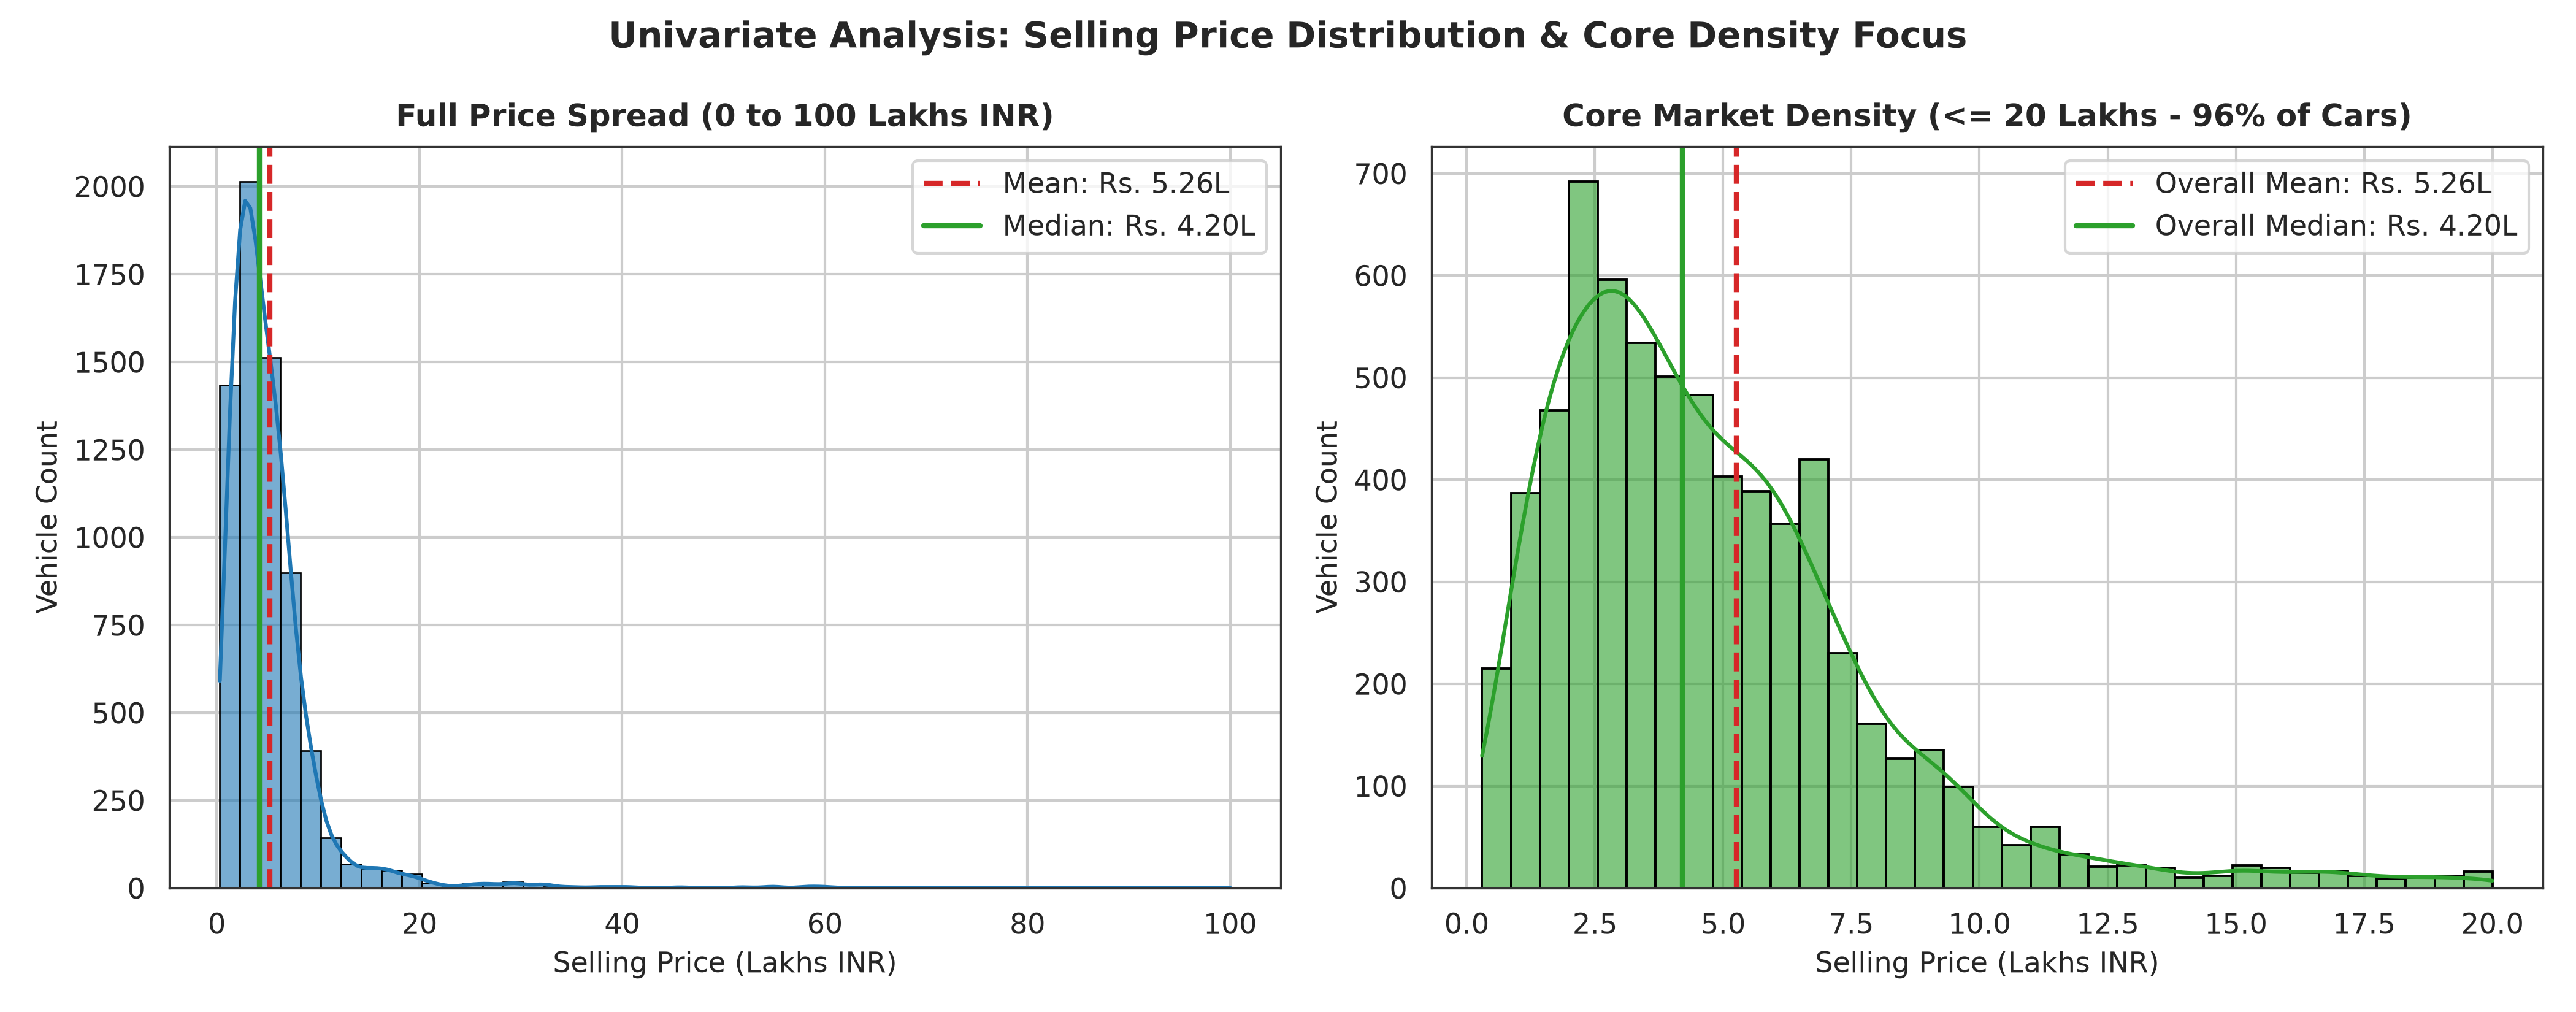 Univariate Analysis: Selling Price Distribution & Core Density Focus
Full Price Spread (0 to 100 Lakhs INR)
Mean: Rs. 5.26L
Median: Rs. 4.20L
Vehicle Count
2000
1750
1500
1250
1000
750
500
250
0
0 20 40 60 80 100
Selling Price (Lakhs INR)
Core Market Density (<= 20 Lakhs - 96% of Cars)
Overall Mean: Rs. 5.26L
Overall Median: Rs. 4.20L
Vehicle Count
700
600
500
400
300
200
100
0
0.0 2.5 5.0 7.5 10.0 12.5 15.0 17.5 20.0
Selling Price (Lakhs INR)